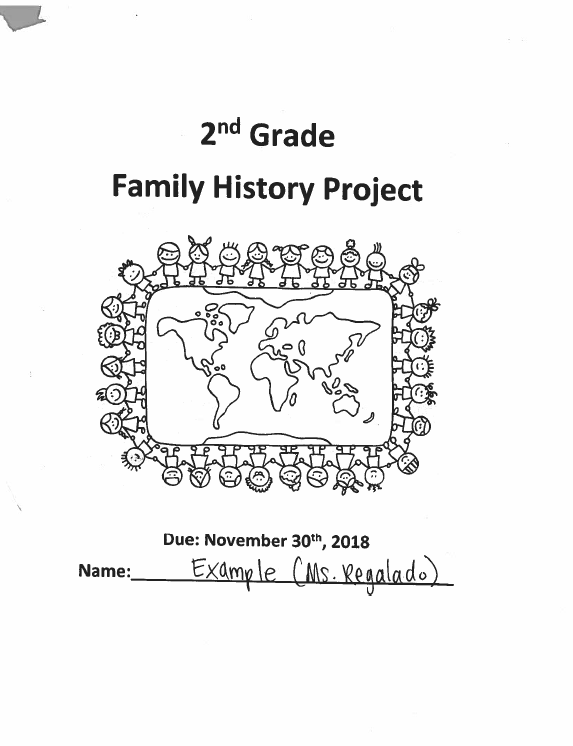 2nd Grade
Family History Project
Due: November 30th, 2018
Name: Example (Ms. Regalado)